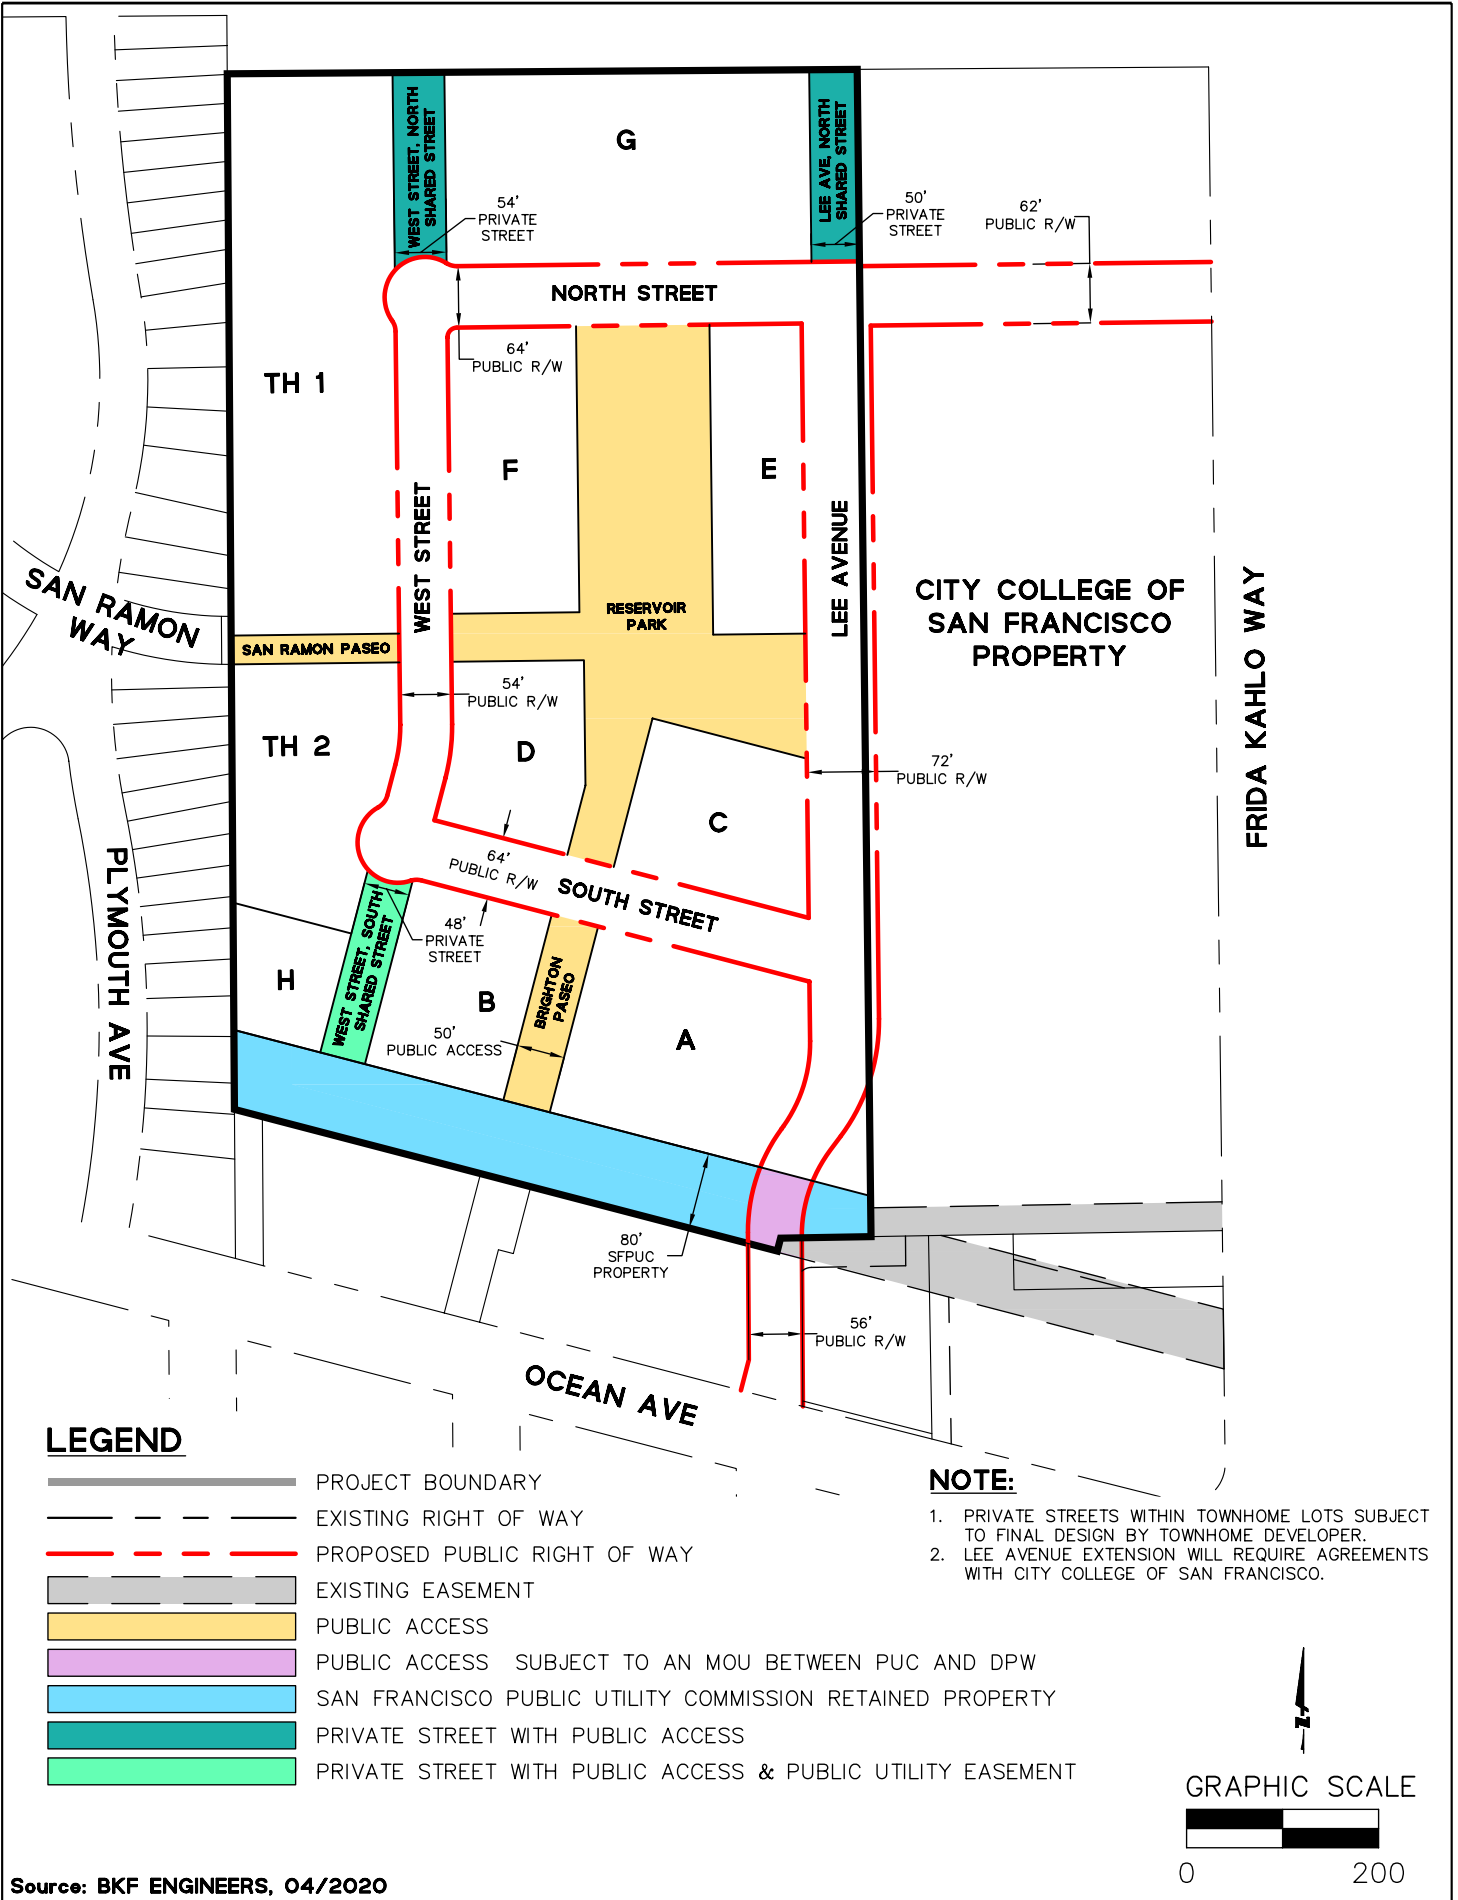 WEST STREET, NORTH
SHARED STREET
G
LEE AVE, NORTH
SHARED STREET
54'
PRIVATE
STREET
50'
PRIVATE
STREET
62'
PUBLIC R/W
NORTH STREET
64'
PUBLIC R/W
TH 1
F
E
WEST STREET
LEE AVENUE
SAN RAMON
WAY
RESERVOIR
PARK
CITY COLLEGE OF
SAN FRANCISCO
PROPERTY
FRIDA KAHLO WAY
SAN RAMON PASEO
54'
PUBLIC R/W
TH 2
D
72'
PUBLIC R/W
C
PLYMOUTH AVE
64'
PUBLIC R/W
SOUTH STREET
48'
PRIVATE
STREET
WEST STREET, SOUTH
SHARED STREET
H
B
BRIGHTON
PASEO
A
50'
PUBLIC ACCESS
80'
SFPUC
PROPERTY
56'
PUBLIC R/W
OCEAN AVE
LEGEND
PROJECT BOUNDARY
EXISTING RIGHT OF WAY
PROPOSED PUBLIC RIGHT OF WAY
EXISTING EASEMENT
PUBLIC ACCESS
PUBLIC ACCESS SUBJECT TO AN MOU BETWEEN PUC AND DPW
SAN FRANCISCO PUBLIC UTILITY COMMISSION RETAINED PROPERTY
PRIVATE STREET WITH PUBLIC ACCESS
PRIVATE STREET WITH PUBLIC ACCESS & PUBLIC UTILITY EASEMENT
NOTE:
1. PRIVATE STREETS WITHIN TOWNHOME LOTS SUBJECT
TO FINAL DESIGN BY TOWNHOME DEVELOPER.
2. LEE AVENUE EXTENSION WILL REQUIRE AGREEMENTS
WITH CITY COLLEGE OF SAN FRANCISCO.
GRAPHIC SCALE
0 200
Source: BKF ENGINEERS, 04/2020